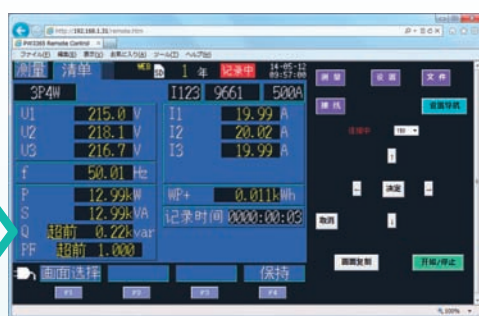 http://192.168.1.31/remote.htm
PW3365 Remote Control
ファイル(F) 編集(E) 表示(V) お気に入り(A) ツール(T) ヘルプ(H)
测量 清单 WEB SD 1 年 记录中 14-05-12 09:57:00
3P4W I123 9661 500A
U1 215.0 V I1 19.99 A
U2 218.1 V I2 20.02 A
U3 216.7 V I3 19.99 A
f 50.01 Hz
P 12.99kW WP+ 0.011kWh
S 12.99kVA 记录时间 0000:00:03
Q 超前 0.22kvar
PF 超前 1.000
画面选择 保持
F1 F2 F3 F4
测量 设置 文件
接线 设置导航
↑
← 决定 →
取消 ↓
画面复制 开始/停止
100%